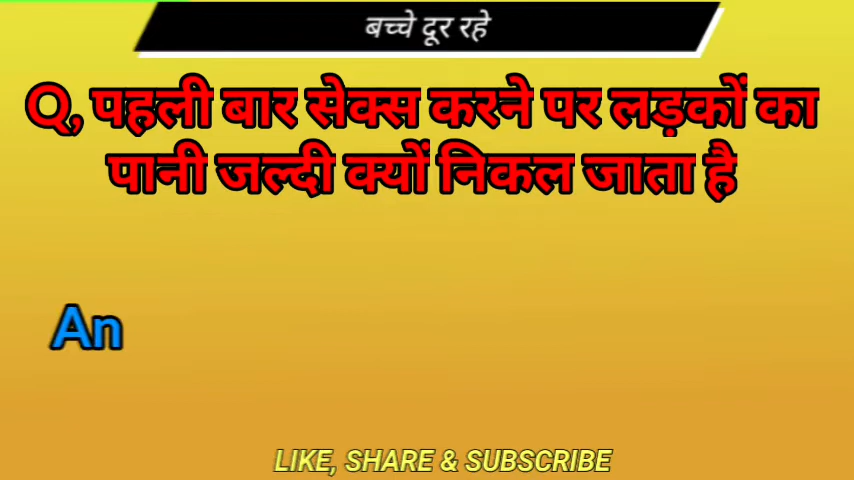 बच्चे दूर रहे
Q, पहली बार सेक्स करने पर लड़कों का
पानी जल्दी क्यों निकल जाता है
An
LIKE, SHARE & SUBSCRIBE